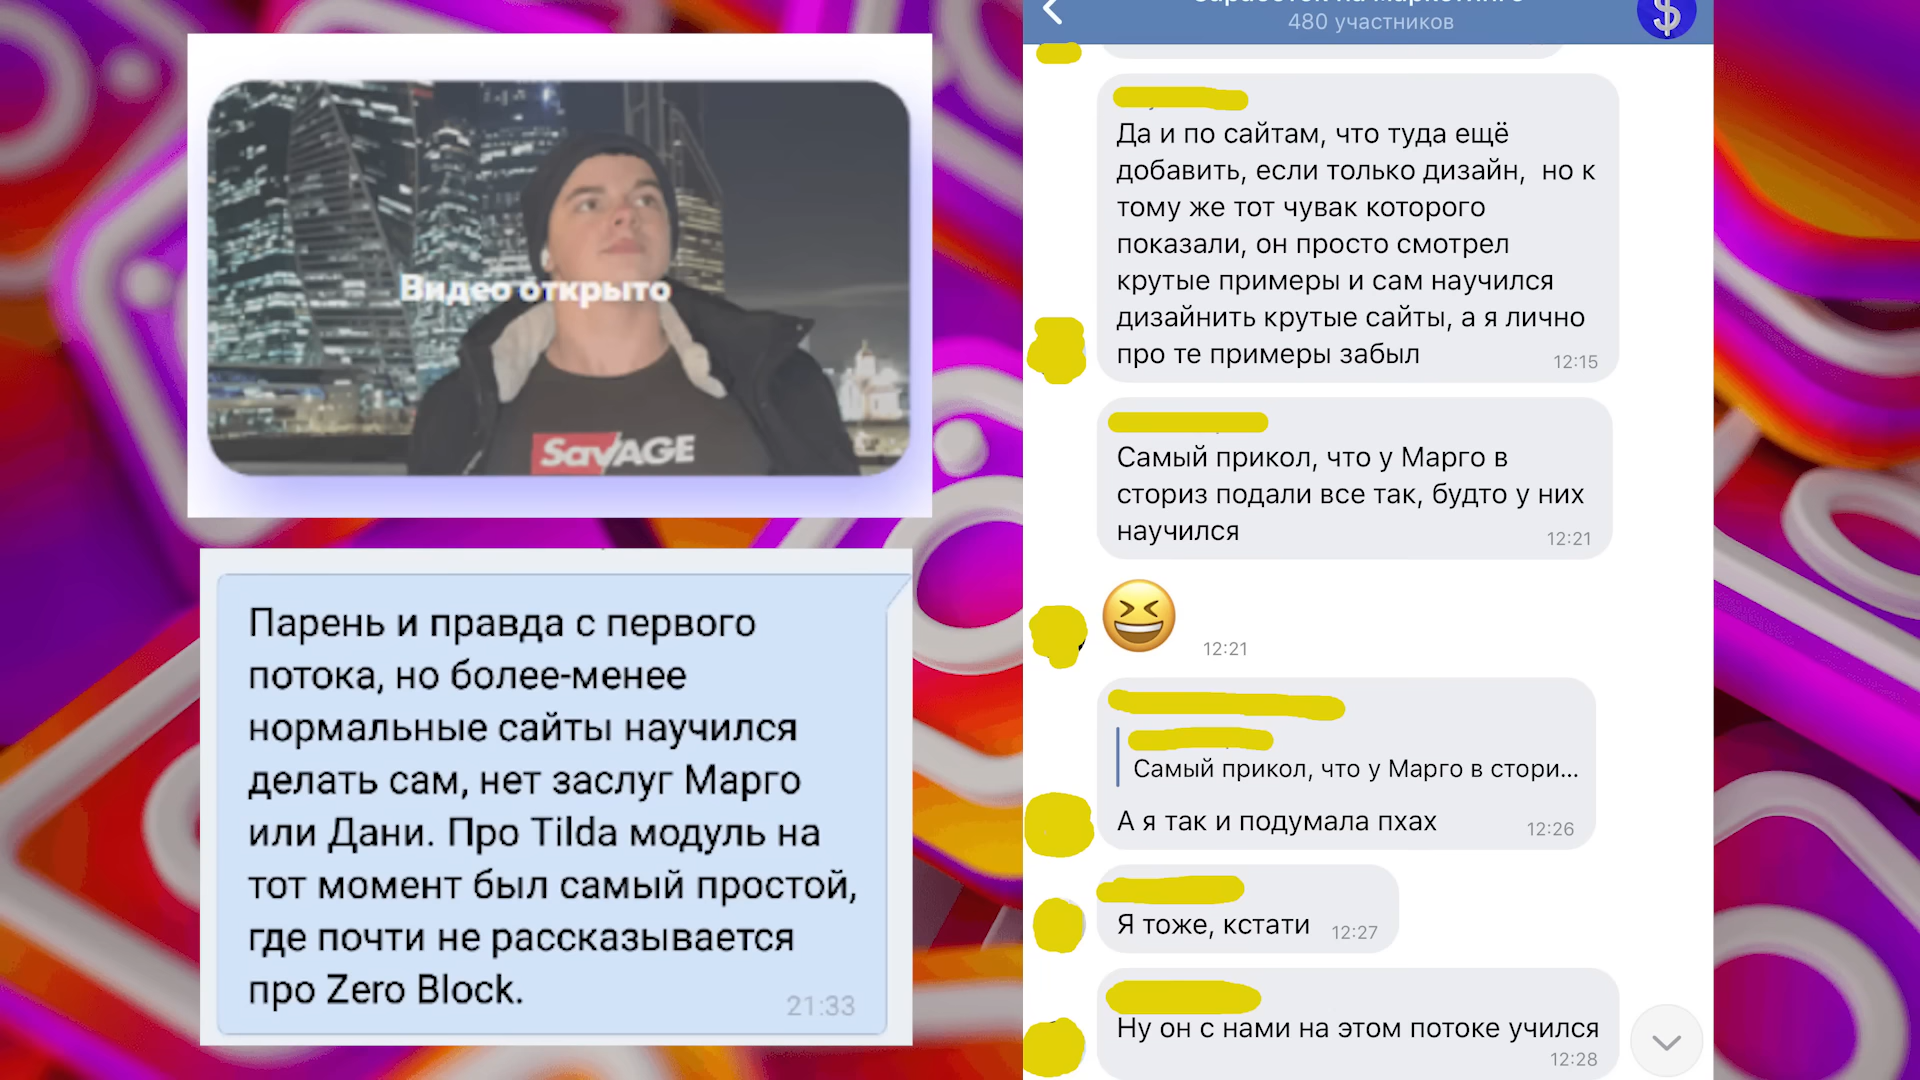 Видео открыто
SavAGE
Парень и правда с первого
потока, но более-менее
нормальные сайты научился
делать сам, нет заслуг Марго
или Дани. Про Tilda модуль на
тот момент был самый простой,
где почти не рассказывается
про Zero Block.
21:33
480 участников
Да и по сайтам, что туда ещё
добавить, если только дизайн, но к
тому же тот чувак которого
показали, он просто смотрел
крутые примеры и сам научился
дизайнить крутые сайты, а я лично
про те примеры забыл
12:15
Самый прикол, что у Марго в
сториз подали все так, будто у них
научился
12:21
12:21
Самый прикол, что у Марго в стори...
А я так и подумала пхах
12:26
Я тоже, кстати
12:27
Ну он с нами на этом потоке учился
12:28